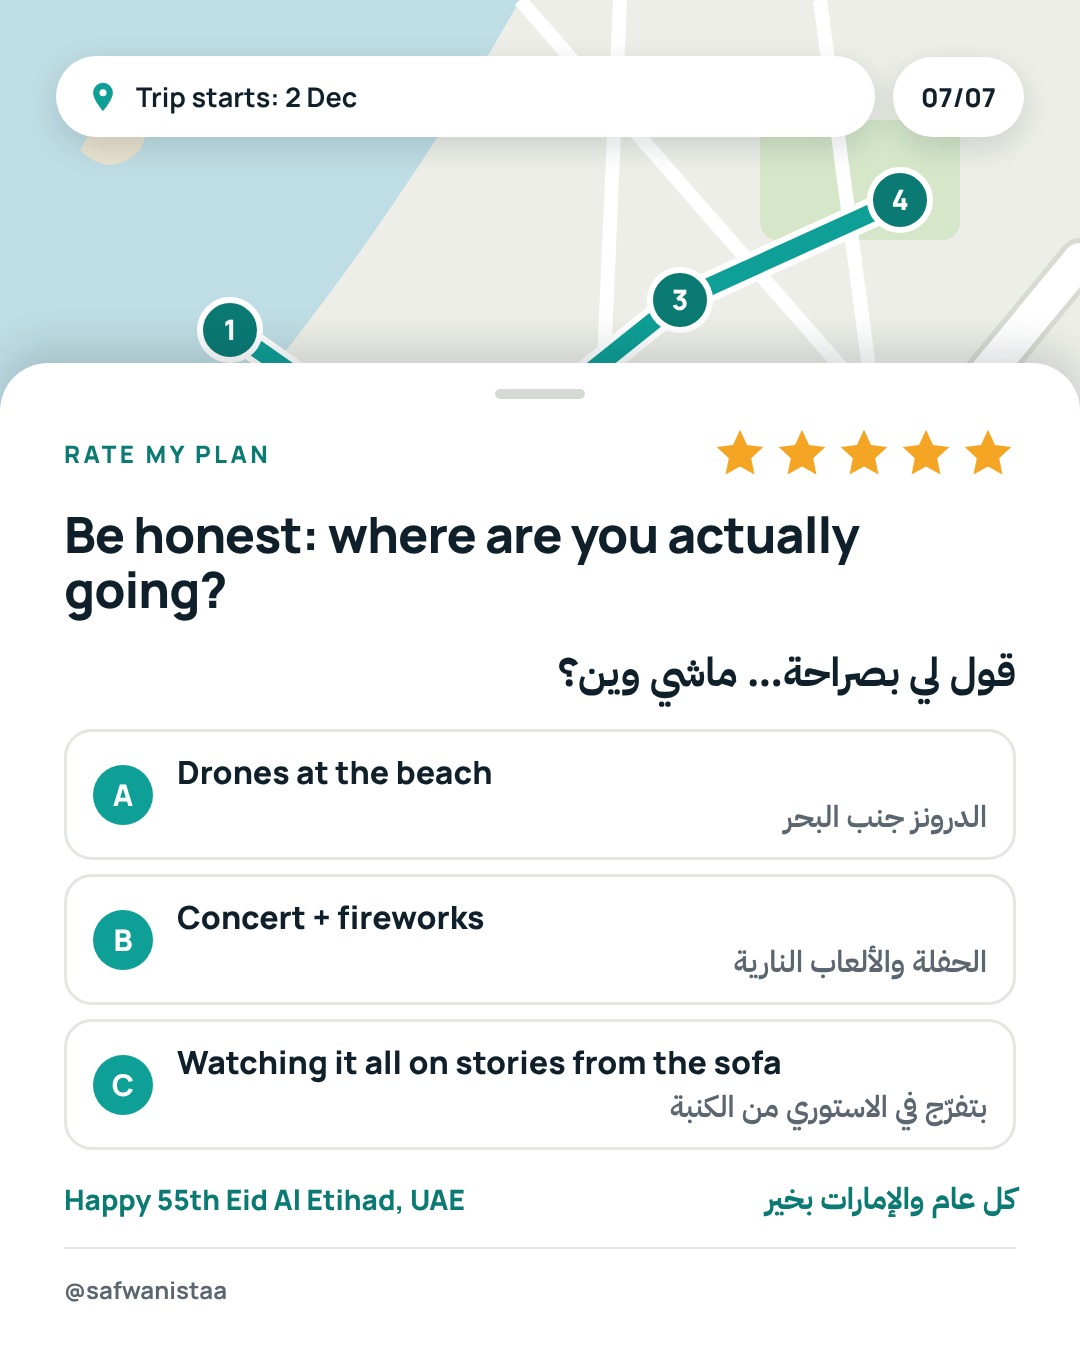 Trip starts: 2 Dec
07/07
4
3
1
RATE MY PLAN
Be honest: where are you actually
going?
قول لي بصراحة... ماشي وين؟
A
Drones at the beach
الدرونز جنب البحر
B
Concert + fireworks
الحفلة والألعاب النارية
C
Watching it all on stories from the sofa
بتفرّج في الاستوري من الكنبة
Happy 55th Eid Al Etihad, UAE
كل عام والإمارات بخير
@safwanistaa